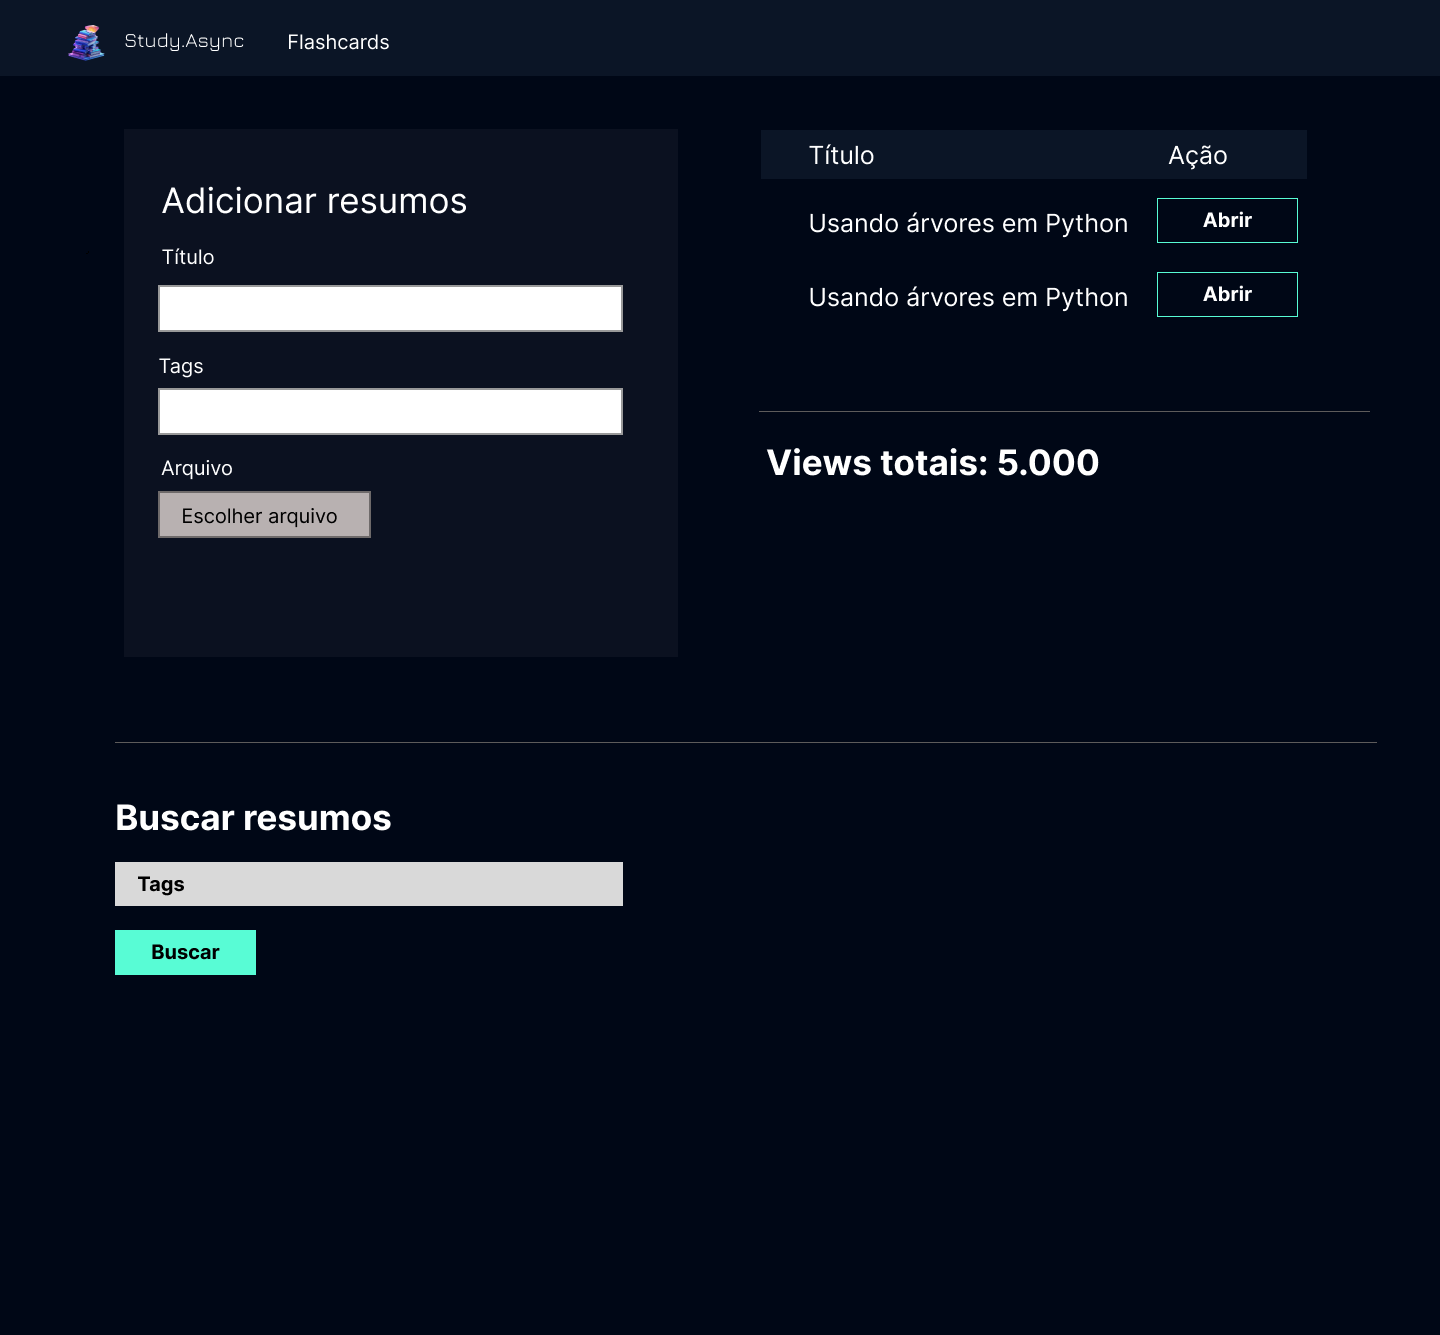 Study.Async
Flashcards
Adicionar resumos
Título
Tags
Arquivo
Escolher arquivo
Título Ação
Usando árvores em Python Abrir
Usando árvores em Python Abrir
Views totais: 5.000
Buscar resumos
Tags
Buscar